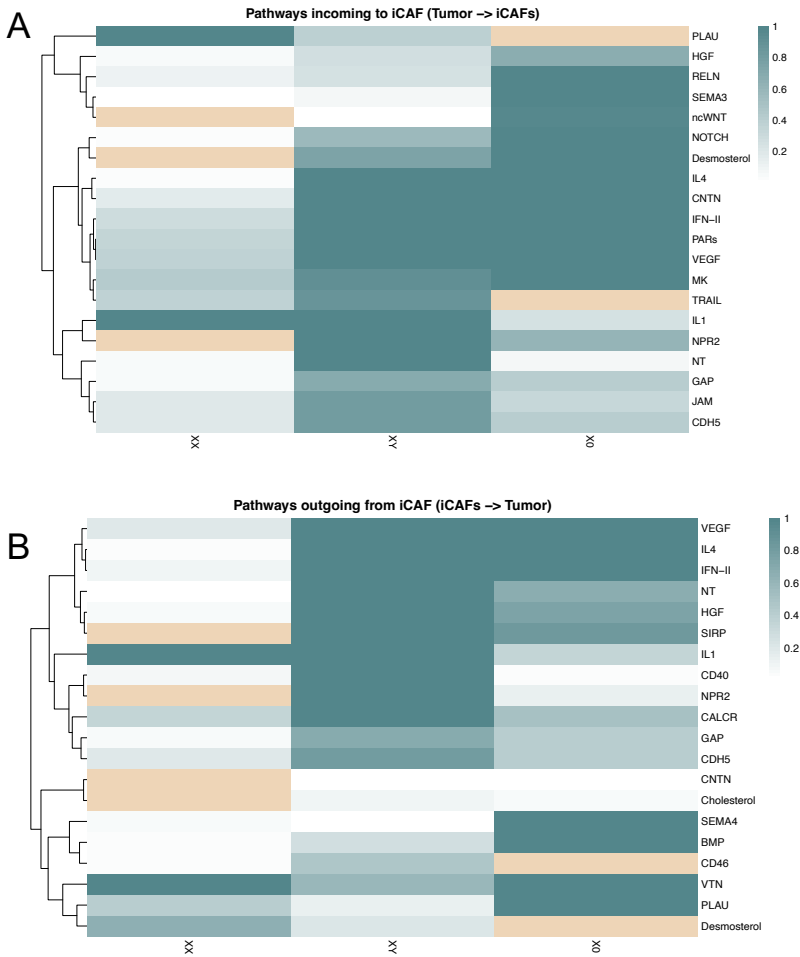 A
Pathways incoming to iCAF (Tumor −> iCAFs)
PLAU
HGF
RELN
SEMA3
ncWNT
NOTCH
Desmosterol
IL4
CNTN
IFN−II
PARs
VEGF
MK
TRAIL
IL1
NPR2
NT
GAP
JAM
CDH5
1
0.8
0.6
0.4
0.2
XX
XY
X0
B
Pathways outgoing from iCAF (iCAFs −> Tumor)
VEGF
IL4
IFN−II
NT
HGF
SIRP
IL1
CD40
NPR2
CALCR
GAP
CDH5
CNTN
Cholesterol
SEMA4
BMP
CD46
VTN
PLAU
Desmosterol
1
0.8
0.6
0.4
0.2
XX
XY
X0